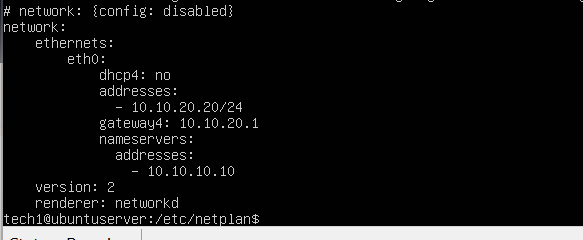 # network: {config: disabled}
network:
    ethernets:
        eth0:
            dhcp4: no
            addresses:
              - 10.10.20.20/24
            gateway4: 10.10.20.1
            nameservers:
              addresses:
                - 10.10.10.10
    version: 2
    renderer: networkd
tech1@ubuntuserver:/etc/netplan$